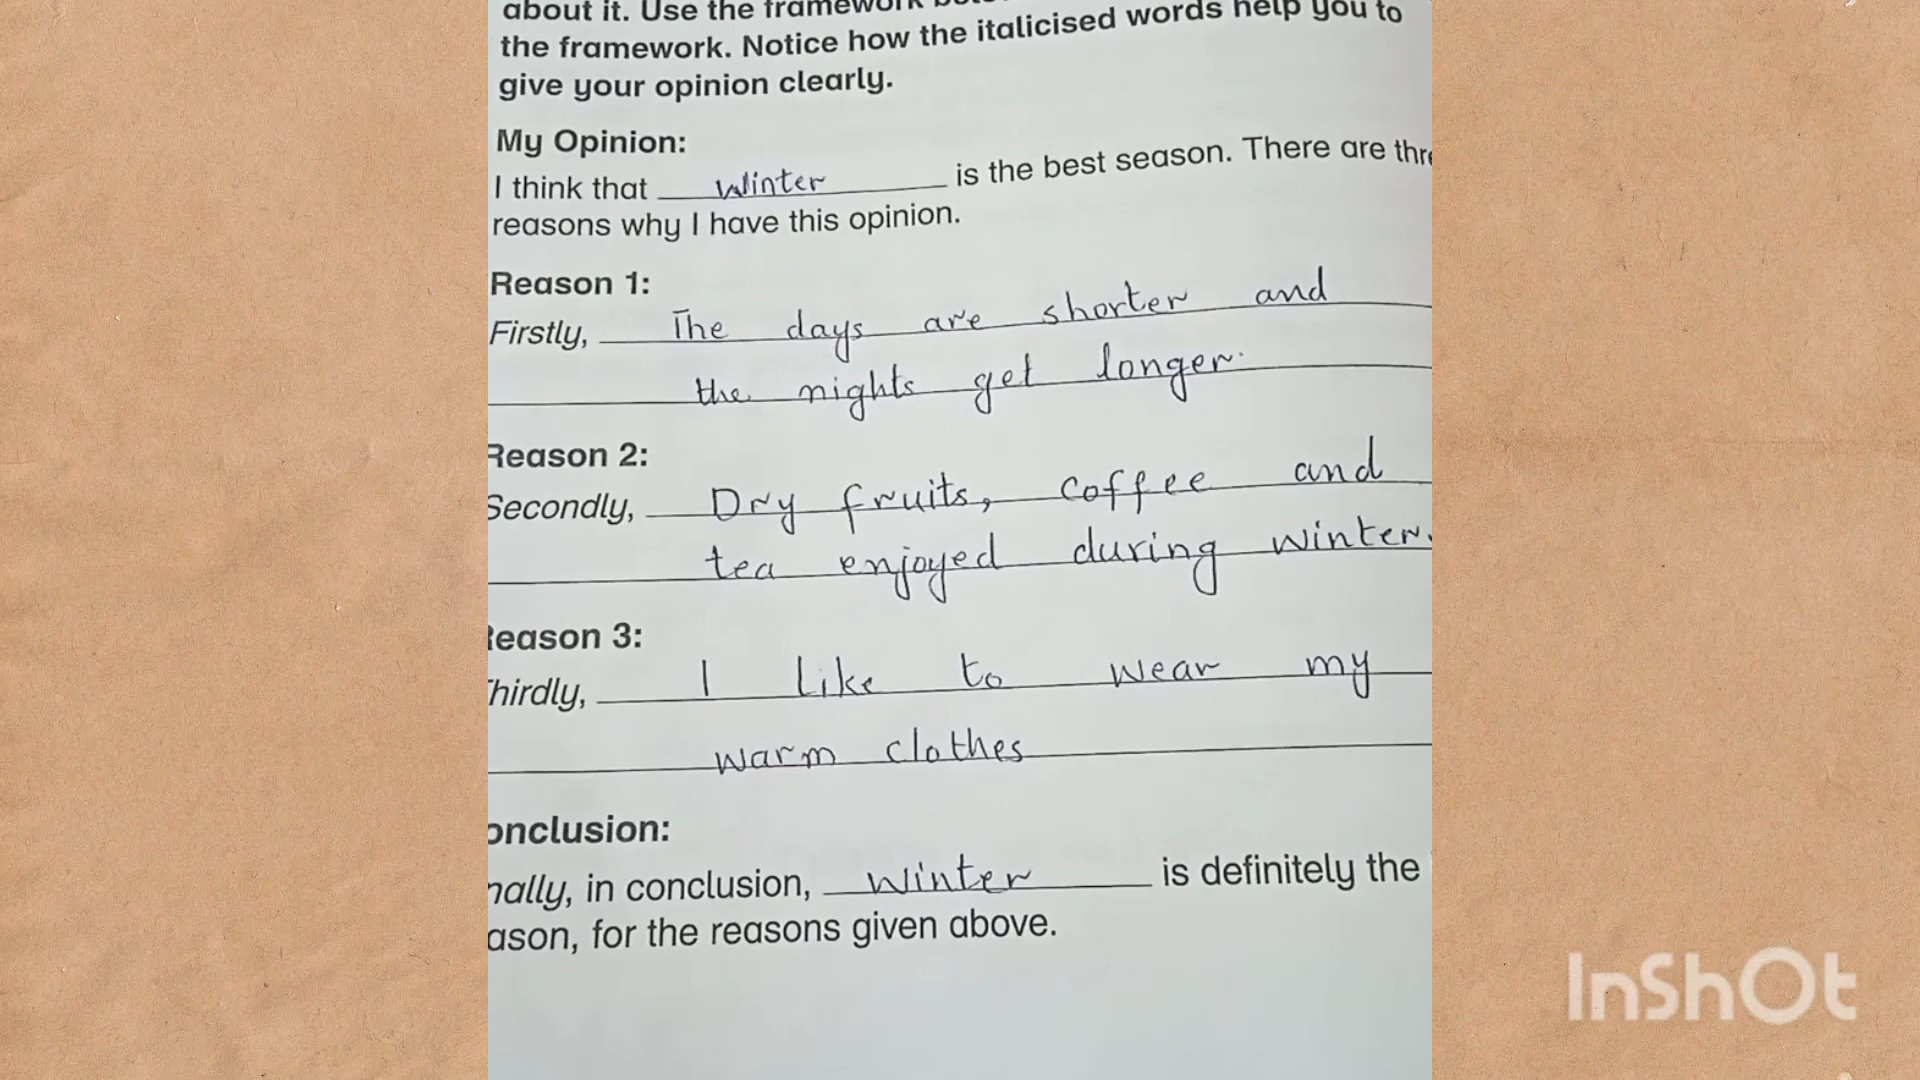 about it. Use the framework
the framework. Notice how the italicised words help you to
give your opinion clearly.
My Opinion:
I think that winter is the best season. There are thre
reasons why I have this opinion.
Reason 1:
Firstly, The days are shorter and
the nights get longer.
Reason 2:
Secondly, Dry fruits, coffee and
tea enjoyed during winter.
Reason 3:
Thirdly, I like to wear my
warm clothes
onclusion:
nally, in conclusion, winter is definitely the
ason, for the reasons given above.
InShOt